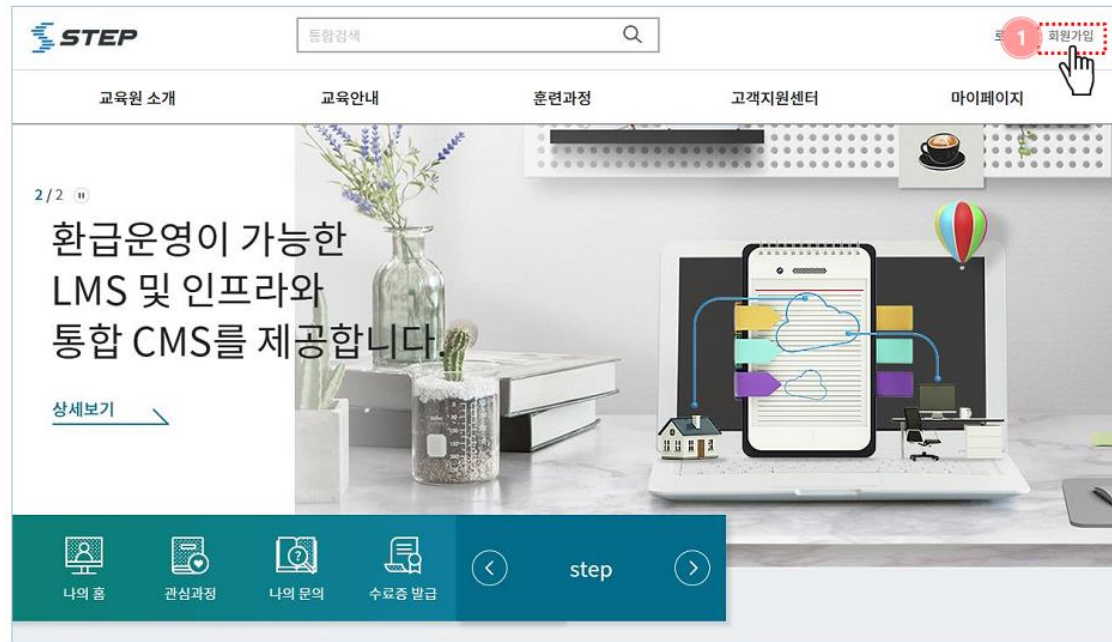 STEP
통합검색
1
회원가입
교육원 소개
교육안내
훈련과정
고객지원센터
마이페이지
2/2
환급운영이 가능한
LMS 및 인프라와
통합 CMS를 제공합니다.
상세보기
나의 홈
관심과정
나의 문의
수료증 발급
step